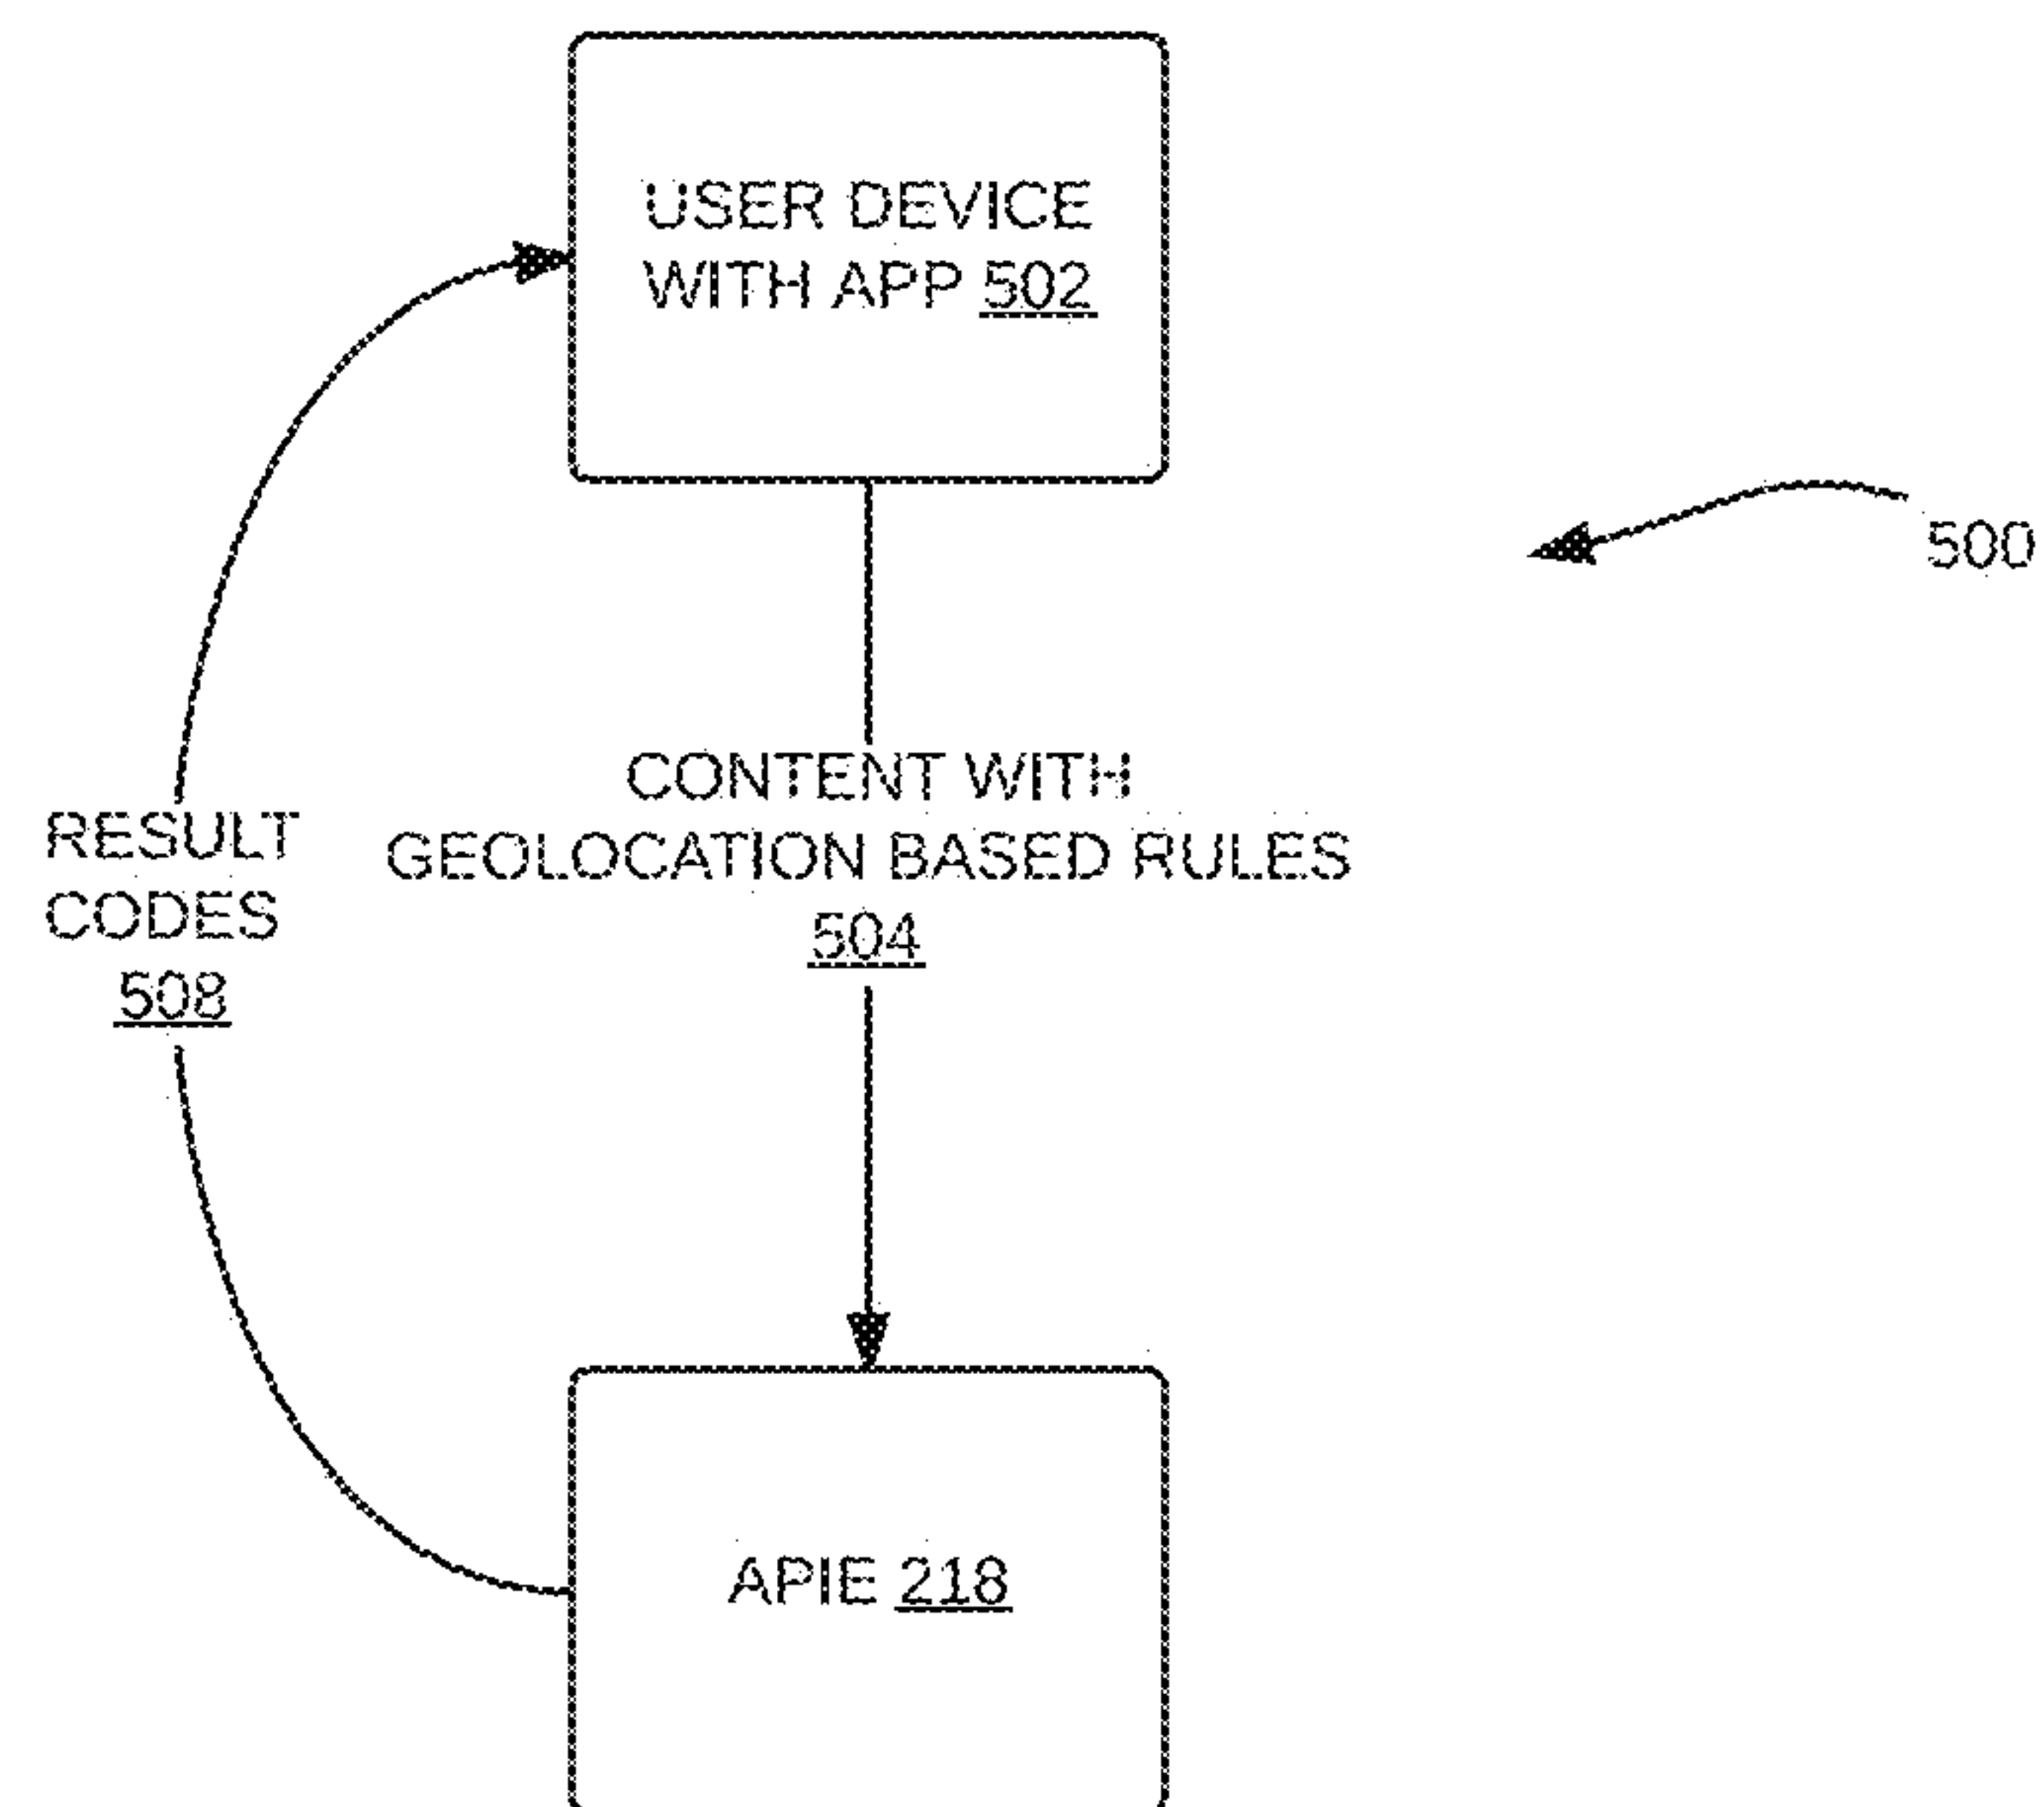 USER DEVICE
WITH APP 502
500
CONTENT WITH
GEOLOCATION BASED RULES
504
RESULT
CODES
508
APIE 218